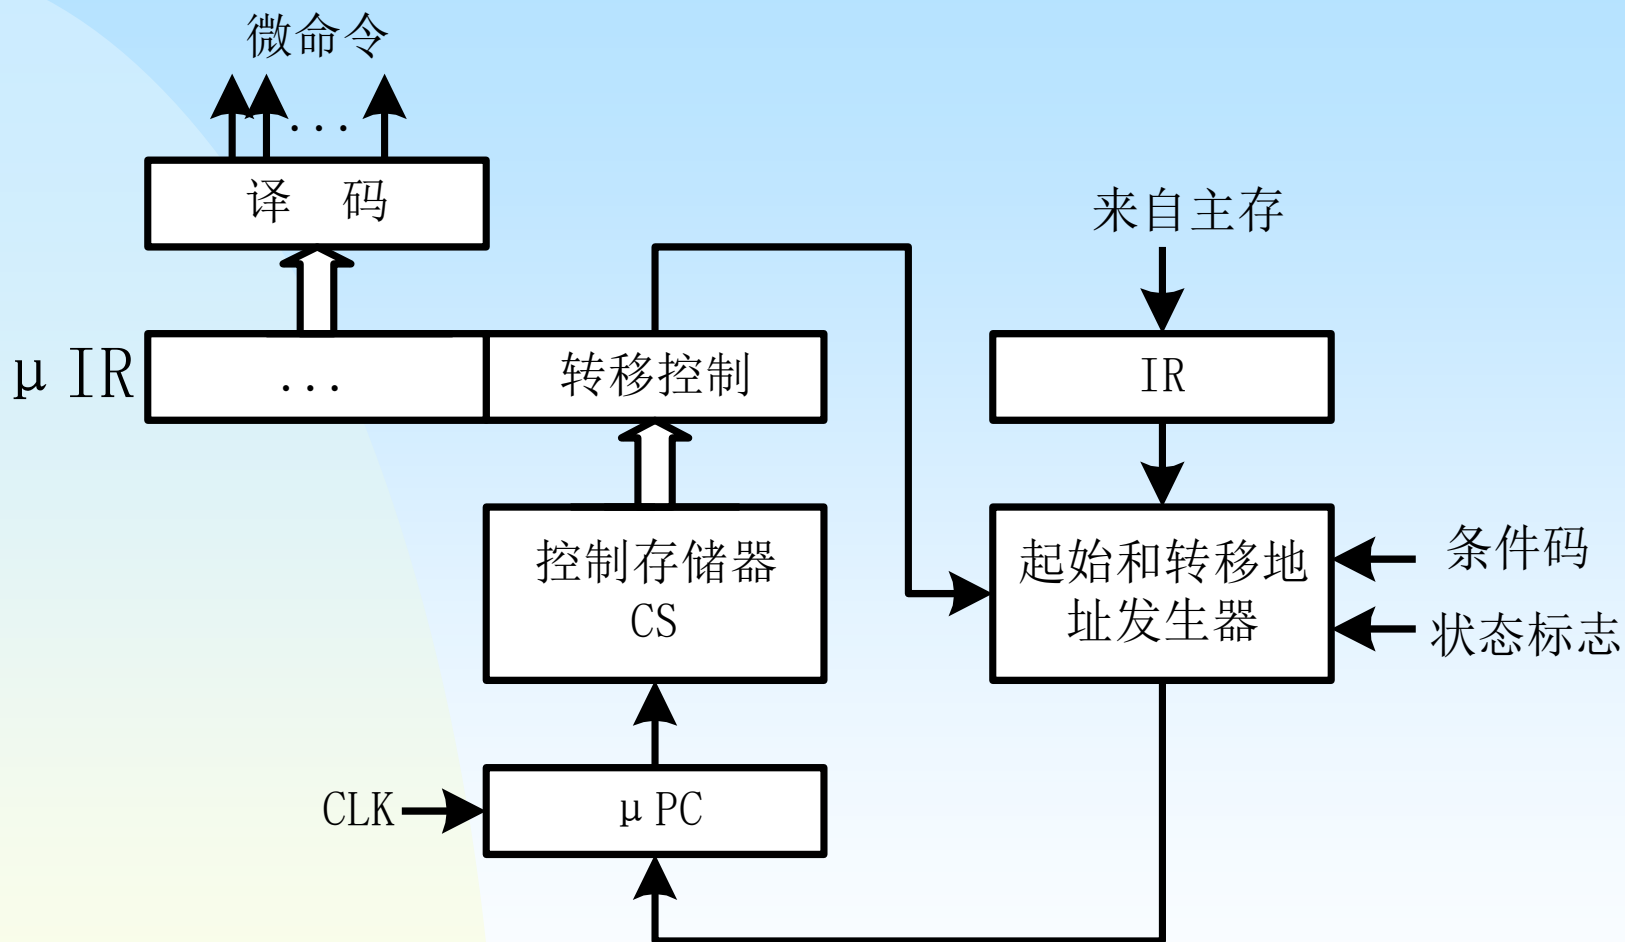 微命令
...
译 码
来自主存
μ IR
...
转移控制
IR
控制存储器
CS
起始和转移地
址发生器
条件码
状态标志
CLK
μ PC